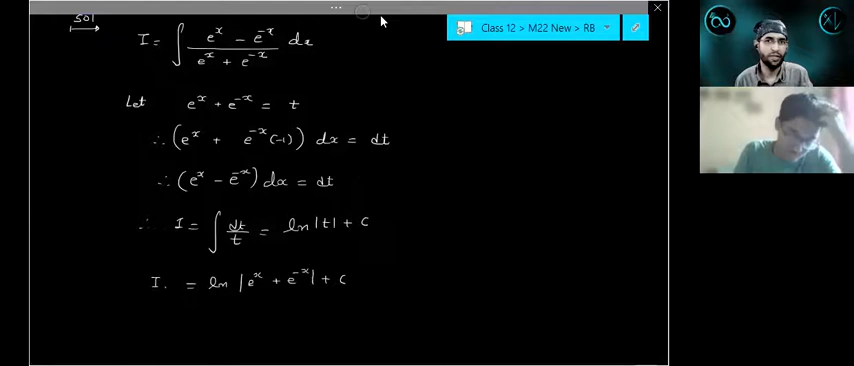 Sol
I = ∫ (e^x - e^-x)/(e^x + e^-x) dx
Class 12 > M22 New > RB
Let e^x + e^-x = t
∴ (e^x + e^-x (-1)) dx = dt
∴ (e^x - e^-x) dx = dt
∴ I = ∫ dt/t = ln |t| + c
I. = ln |e^x + e^-x| + c